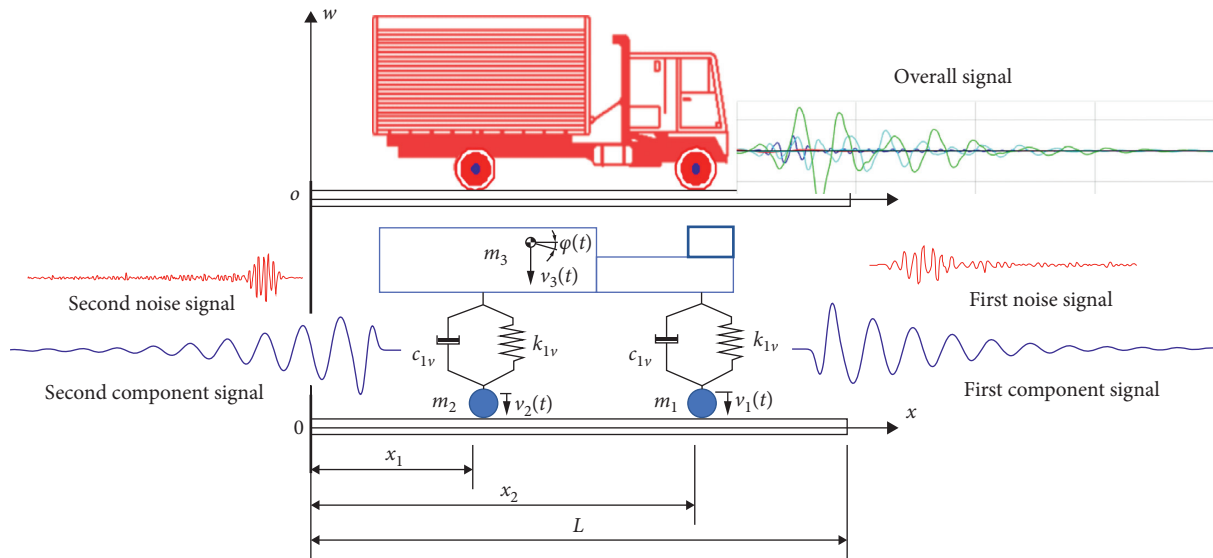 w
Overall signal
o
m₃
φ(t)
v₃(t)
Second noise signal
First noise signal
c₁ᵥ
k₁ᵥ
c₁ᵥ
k₁ᵥ
Second component signal
First component signal
m₂
v₂(t)
m₁
v₁(t)
0
x
x₁
x₂
L